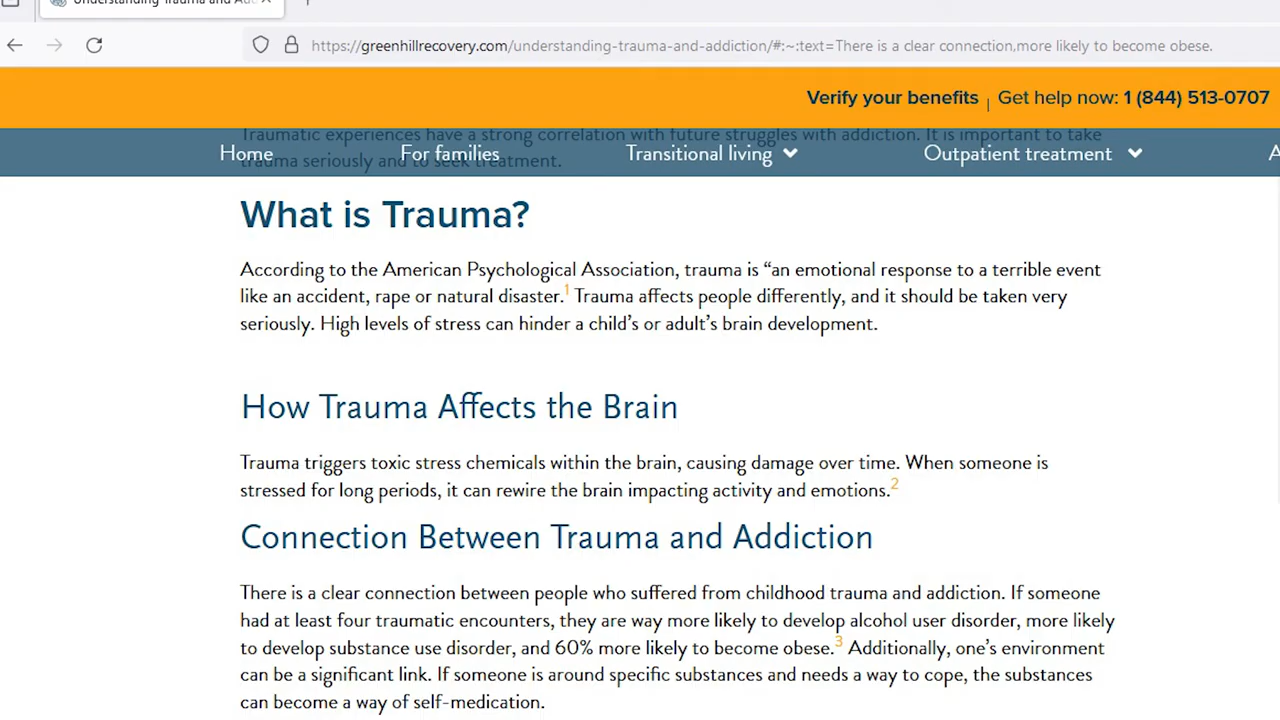 Understanding Trauma and Add
https://greenhillrecovery.com/understanding-trauma-and-addiction/#:~:text=There is a clear connection,more likely to become obese.
Verify your benefits | Get help now: 1 (844) 513-0707
Traumatic experiences have a strong correlation with future struggles with addiction. It is important to take
trauma seriously and to seek treatment.
Home For families Transitional living Outpatient treatment A
What is Trauma?
According to the American Psychological Association, trauma is “an emotional response to a terrible event
like an accident, rape or natural disaster.1 Trauma affects people differently, and it should be taken very
seriously. High levels of stress can hinder a child’s or adult’s brain development.
How Trauma Affects the Brain
Trauma triggers toxic stress chemicals within the brain, causing damage over time. When someone is
stressed for long periods, it can rewire the brain impacting activity and emotions.2
Connection Between Trauma and Addiction
There is a clear connection between people who suffered from childhood trauma and addiction. If someone
had at least four traumatic encounters, they are way more likely to develop alcohol user disorder, more likely
to develop substance use disorder, and 60% more likely to become obese.3 Additionally, one’s environment
can be a significant link. If someone is around specific substances and needs a way to cope, the substances
can become a way of self-medication.